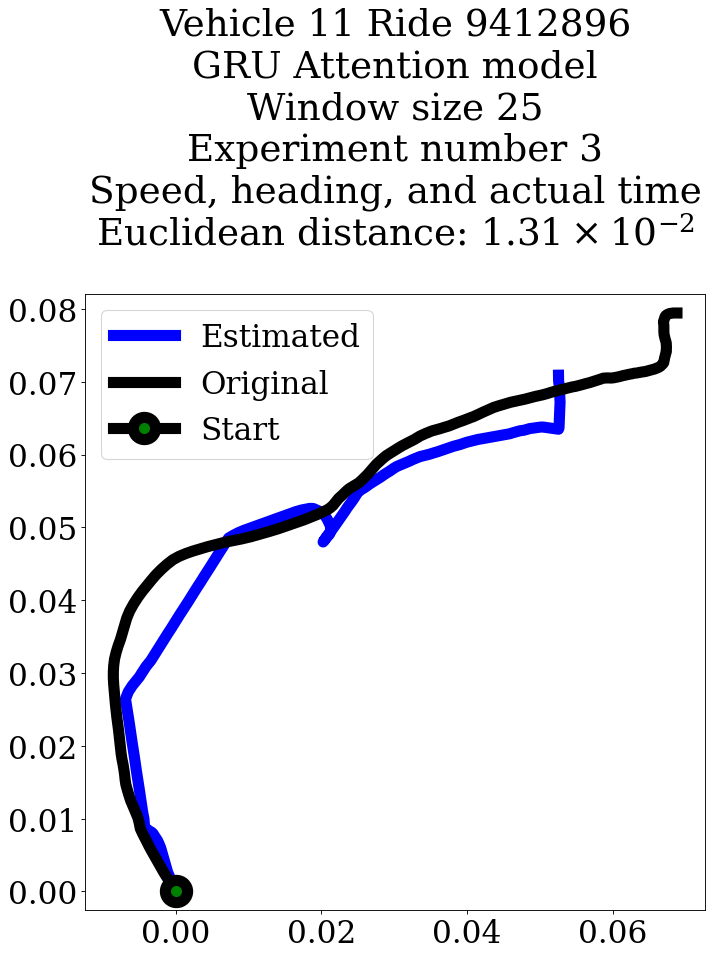 Vehicle 11 Ride 9412896
GRU Attention model
Window size 25
Experiment number 3
Speed, heading, and actual time
Euclidean distance: 1.31 × 10⁻²
0.08
0.07
0.06
0.05
0.04
0.03
0.02
0.01
0.00
Estimated
Original
Start
0.00 0.02 0.04 0.06